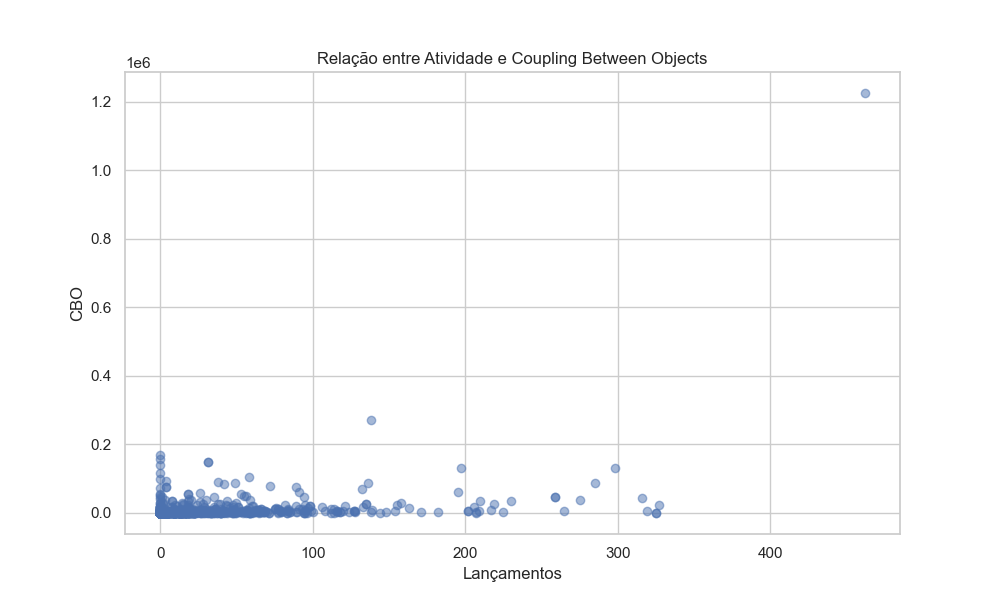 Relação entre Atividade e Coupling Between Objects
1e6
1.2
1.0
0.8
0.6
0.4
0.2
0.0
CBO
0 100 200 300 400
Lançamentos